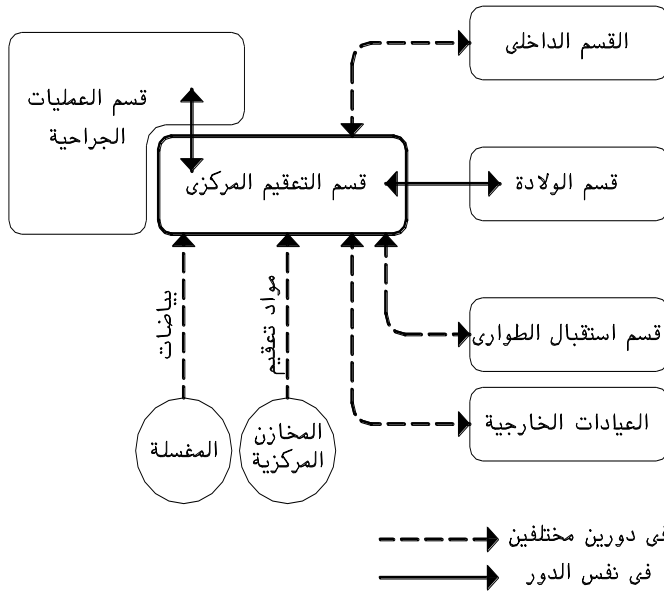 القسم الداخلى
قسم العمليات
الجراحية
قسم التعقيم المركزى
قسم الولادة
بياضات
مواد تعقيم
قسم استقبال الطوارى
العيادات الخارجية
المخازن
المركزية
المغسلة
فى دورين مختلفين
فى نفس الدور